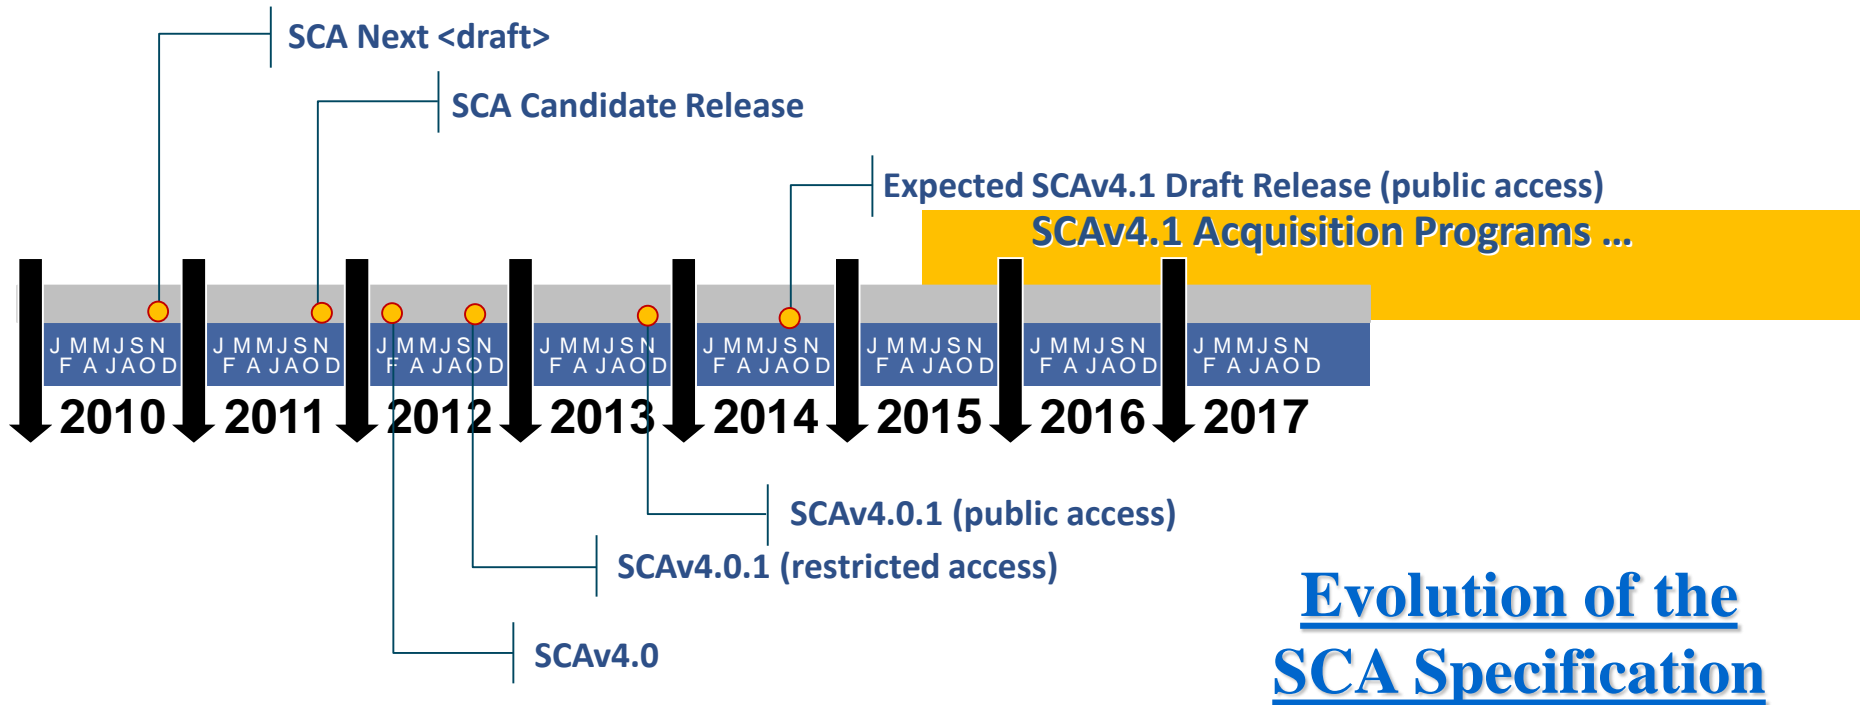 SCA Next <draft>
SCA Candidate Release
Expected SCAv4.1 Draft Release (public access)
SCAv4.1 Acquisition Programs ...
J M M J S N
F A J A O D
J M M J S N
F A J A O D
J M M J S N
F A J A O D
J M M J S N
F A J A O D
J M M J S N
F A J A O D
J M M J S N
F A J A O D
J M M J S N
F A J A O D
J M M J S N
F A J A O D
2010 2011 2012 2013 2014 2015 2016 2017
SCAv4.0.1 (public access)
SCAv4.0.1 (restricted access)
SCAv4.0
Evolution of the
SCA Specification